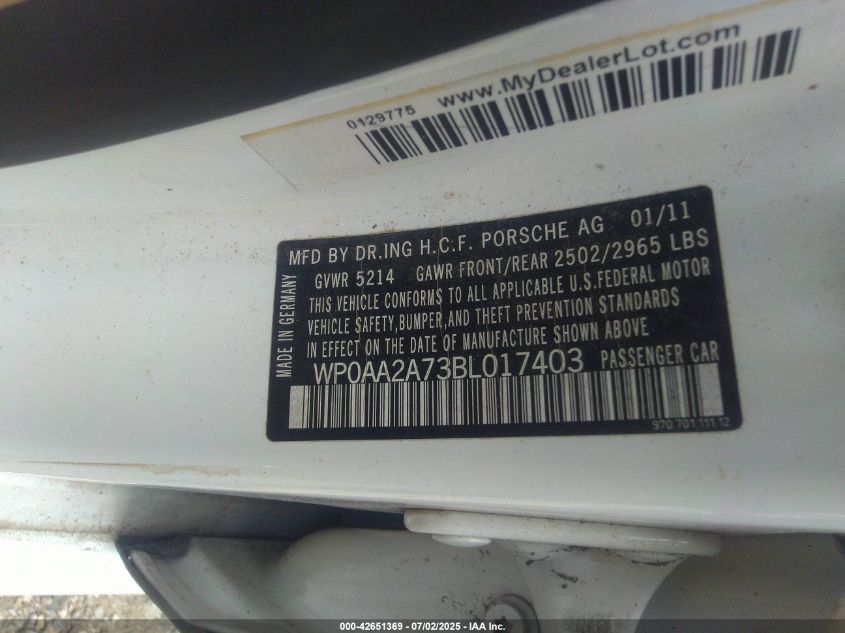 0129775 www.MyDealerLot.com
MFD BY DR.ING H.C.F. PORSCHE AG 01/11
GVWR 5214 GAWR FRONT/REAR 2502/2965 LBS
THIS VEHICLE CONFORMS TO ALL APPLICABLE U.S.FEDERAL MOTOR
VEHICLE SAFETY,BUMPER,AND THEFT PREVENTION STANDARDS
IN EFFECT ON THE DATE OF MANUFACTURE SHOWN ABOVE
WP0AA2A73BL017403 PASSENGER CAR
MADE IN GERMANY
970.701.111.12
000-42651369 - 07/02/2025 - IAA Inc.